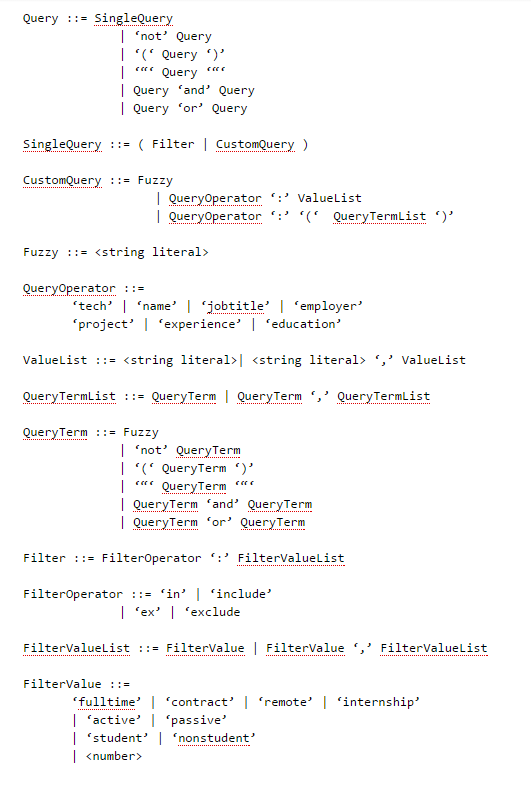 Query ::= SingleQuery
| ‘not’ Query
| ‘(‘ Query ‘)’
| ‘“‘ Query ‘“‘
| Query ‘and’ Query
| Query ‘or’ Query
SingleQuery ::= ( Filter | CustomQuery )
CustomQuery ::= Fuzzy
| QueryOperator ‘:’ ValueList
| QueryOperator ‘:’ ‘(‘ QueryTermList ‘)’
Fuzzy ::= <string literal>
QueryOperator ::=
‘tech’ | ‘name’ | ‘jobtitle’ | ‘employer’
‘project’ | ‘experience’ | ‘education’
ValueList ::= <string literal>| <string literal> ‘,’ ValueList
QueryTermList ::= QueryTerm | QueryTerm ‘,’ QueryTermList
QueryTerm ::= Fuzzy
| ‘not’ QueryTerm
| ‘(‘ QueryTerm ‘)’
| ‘“‘ QueryTerm ‘“‘
| QueryTerm ‘and’ QueryTerm
| QueryTerm ‘or’ QueryTerm
Filter ::= FilterOperator ‘:’ FilterValueList
FilterOperator ::= ‘in’ | ‘include’
| ‘ex’ | ‘exclude
FilterValueList ::= FilterValue | FilterValue ‘,’ FilterValueList
FilterValue ::=
‘fulltime’ | ‘contract’ | ‘remote’ | ‘internship’
| ‘active’ | ‘passive’
| ‘student’ | ‘nonstudent’
| <number>